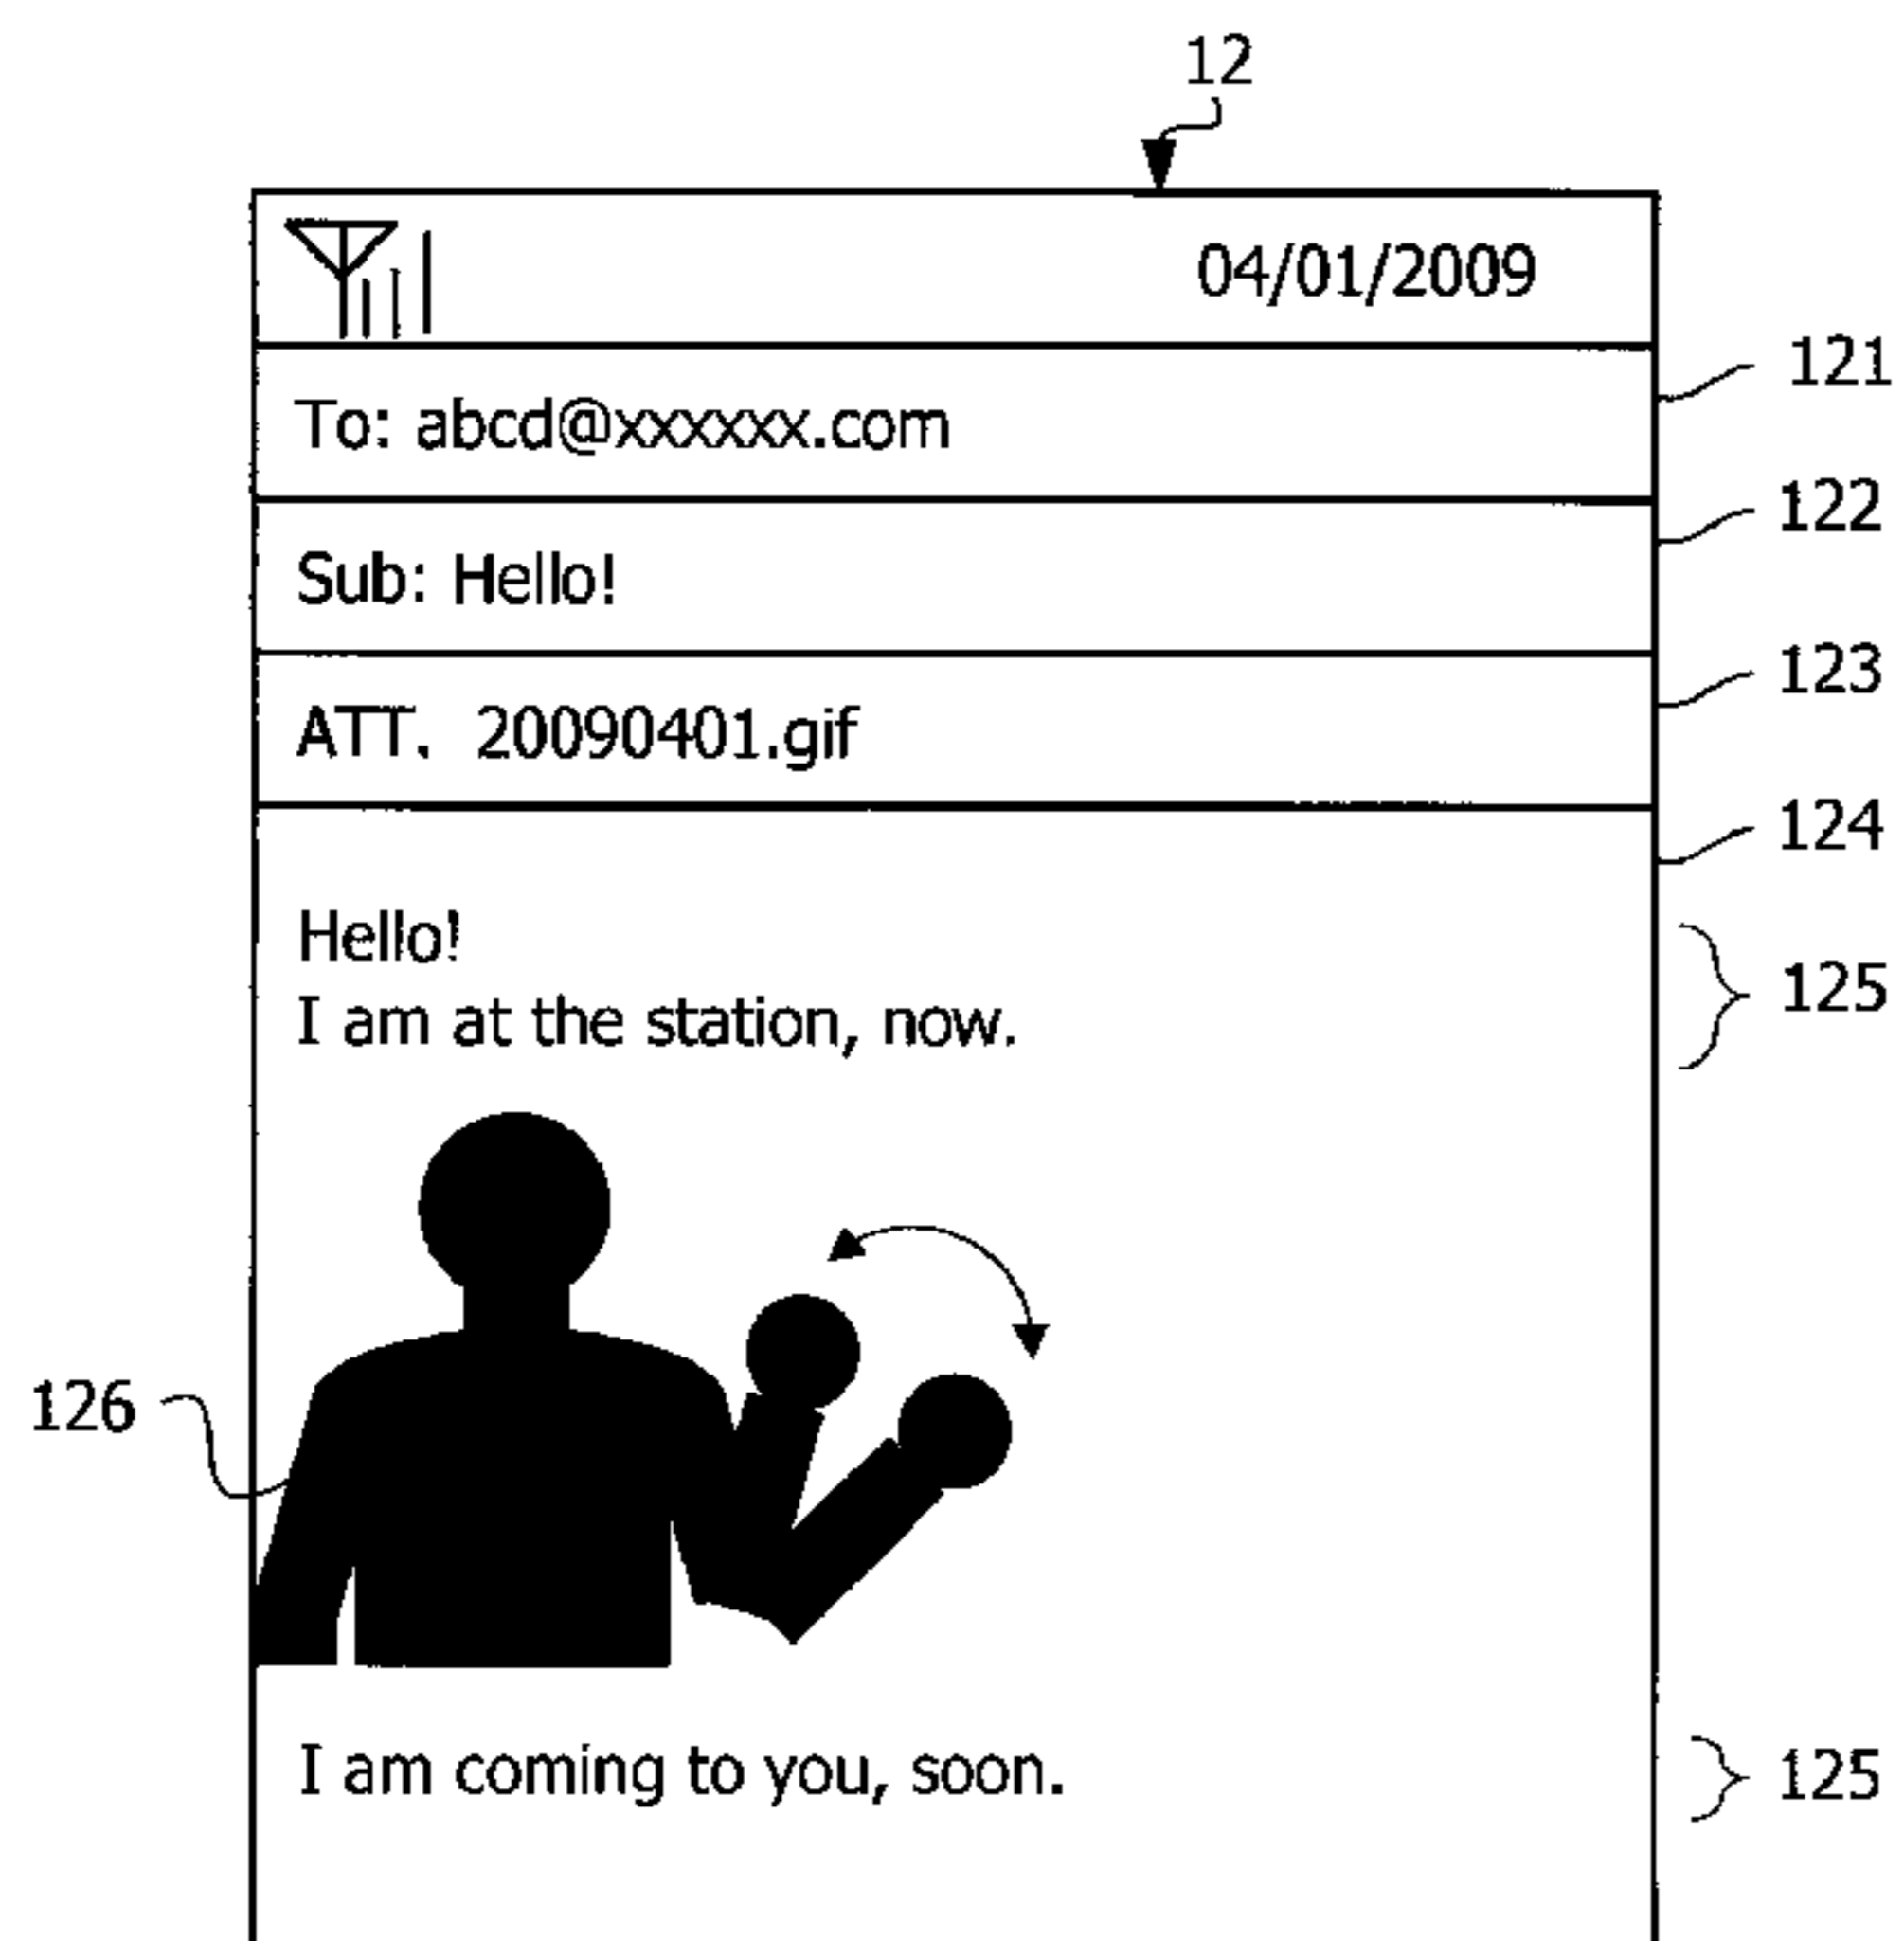 12
04/01/2009
121
To: abcd@xxxxxx.com
122
Sub: Hello!
123
ATT. 20090401.gif
124
Hello!
125
I am at the station, now.
126
I am coming to you, soon.
125